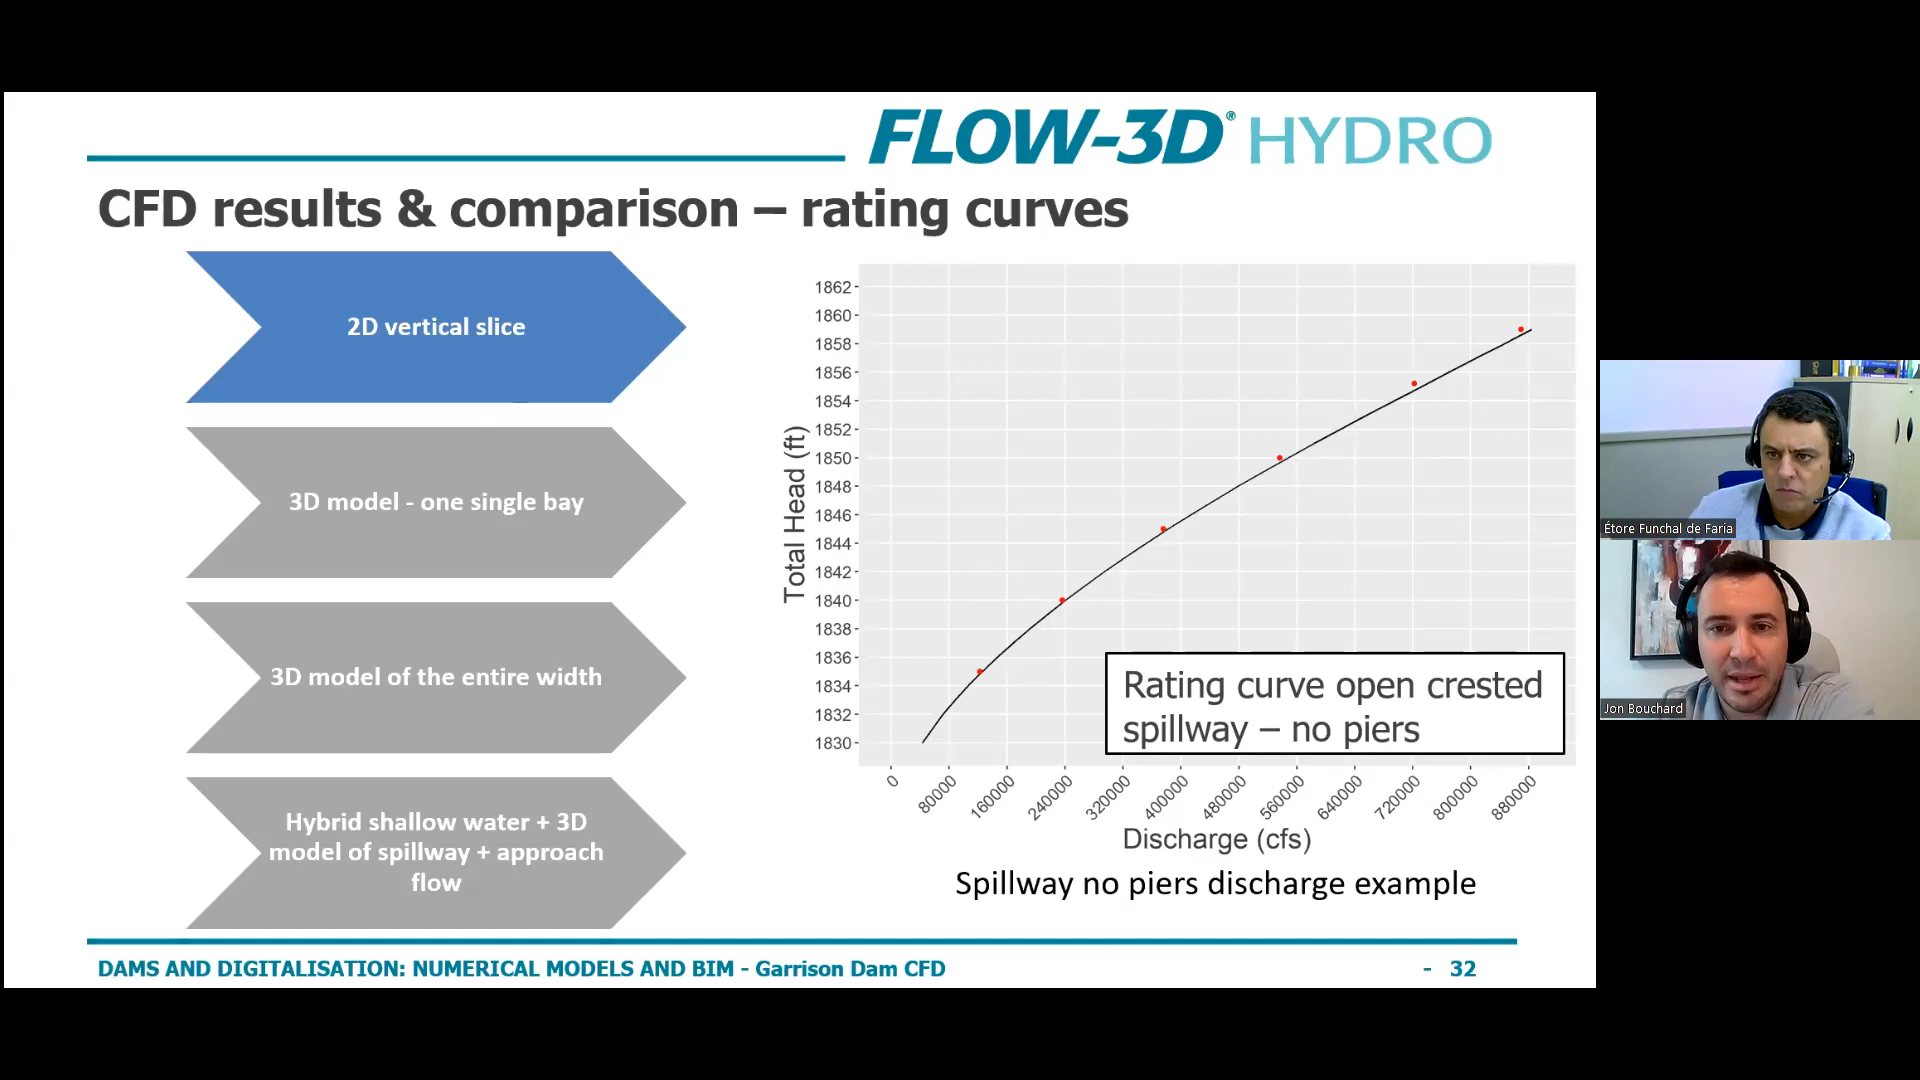 FLOW-3D® HYDRO
CFD results & comparison – rating curves
2D vertical slice
3D model - one single bay
3D model of the entire width
Hybrid shallow water + 3D
model of spillway + approach
flow
Total Head (ft)
1862
1860
1858
1856
1854
1852
1850
1848
1846
1844
1842
1840
1838
1836
1834
1832
1830
Rating curve open crested
spillway – no piers
0
80000
160000
240000
320000
400000
480000
560000
640000
720000
800000
880000
Discharge (cfs)
Spillway no piers discharge example
DAMS AND DIGITALISATION: NUMERICAL MODELS AND BIM - Garrison Dam CFD
- 32
Étore Funchal de Faria
Jon Bouchard